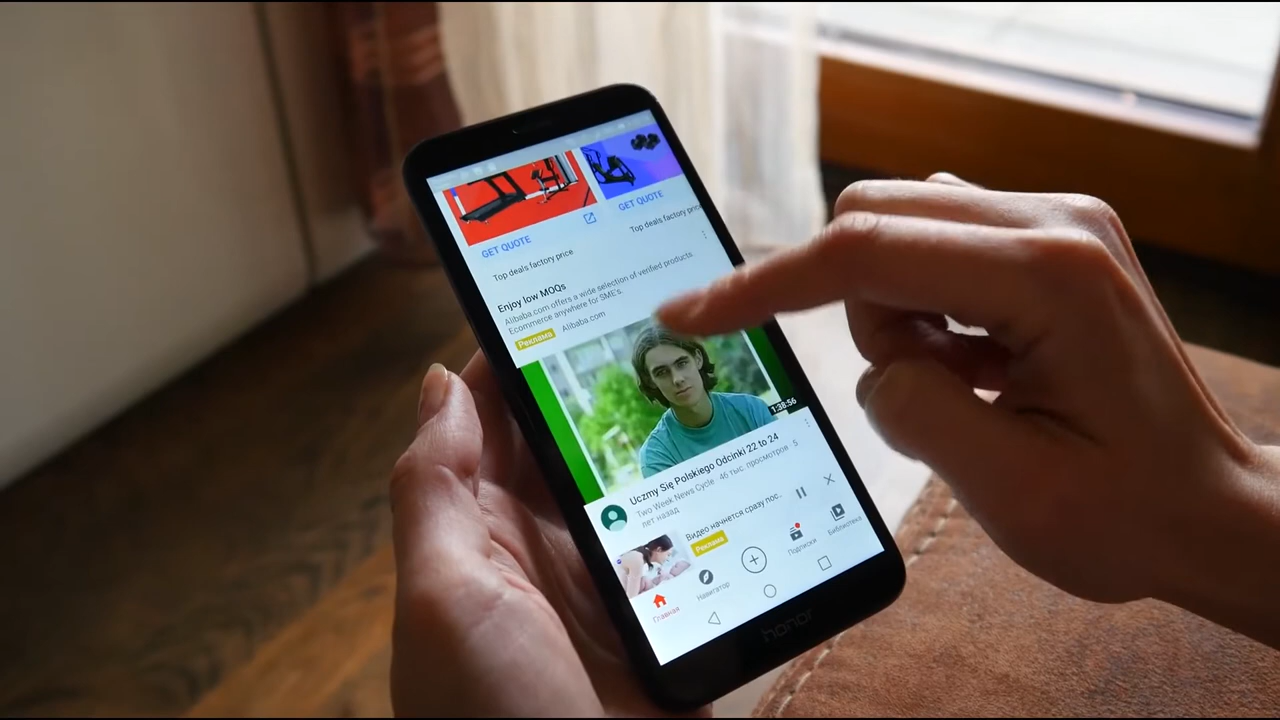 GET QUOTE
GET QUOTE
Top deals factory price
Top deals factory pric
Enjoy low MOQs
Alibaba.com offers a wide selection of verified products.
Ecommerce anywhere for SME's.
Реклама Alibaba.com
1:38:56
Uczmy Się Polskiego Odcinki 22 to 24
Two Week News Cycle · 46 тыс. просмотров · 5
лет назад
Видео начнется сразу пос..
Реклама
Главная
Навигатор
Подписки
Библиотека
honor